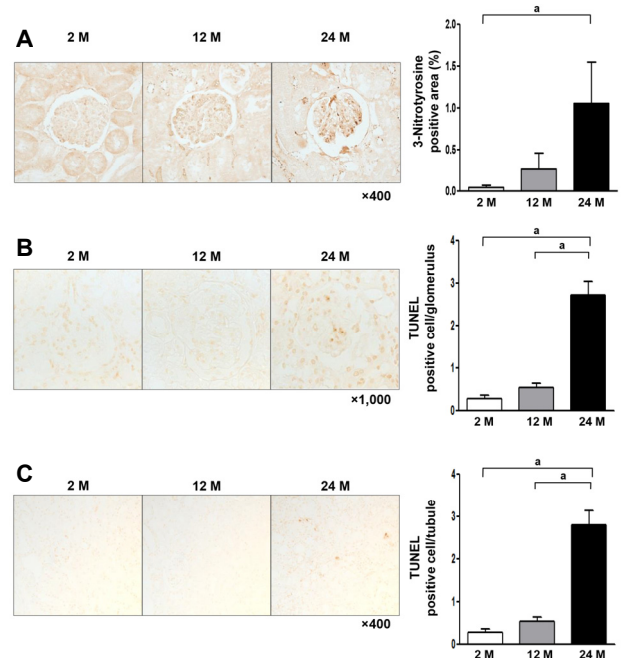 A
2 M 12 M 24 M
×400
a
3-Nitrotyrosine
positive area (%)
2.0
1.5
1.0
0.5
0.0
2 M 12 M 24 M
B
2 M 12 M 24 M
×1,000
a
a
TUNEL
positive cell/glomerulus
4
3
2
1
0
2 M 12 M 24 M
C
2 M 12 M 24 M
×400
a
a
TUNEL
positive cell/tubule
4
3
2
1
0
2 M 12 M 24 M